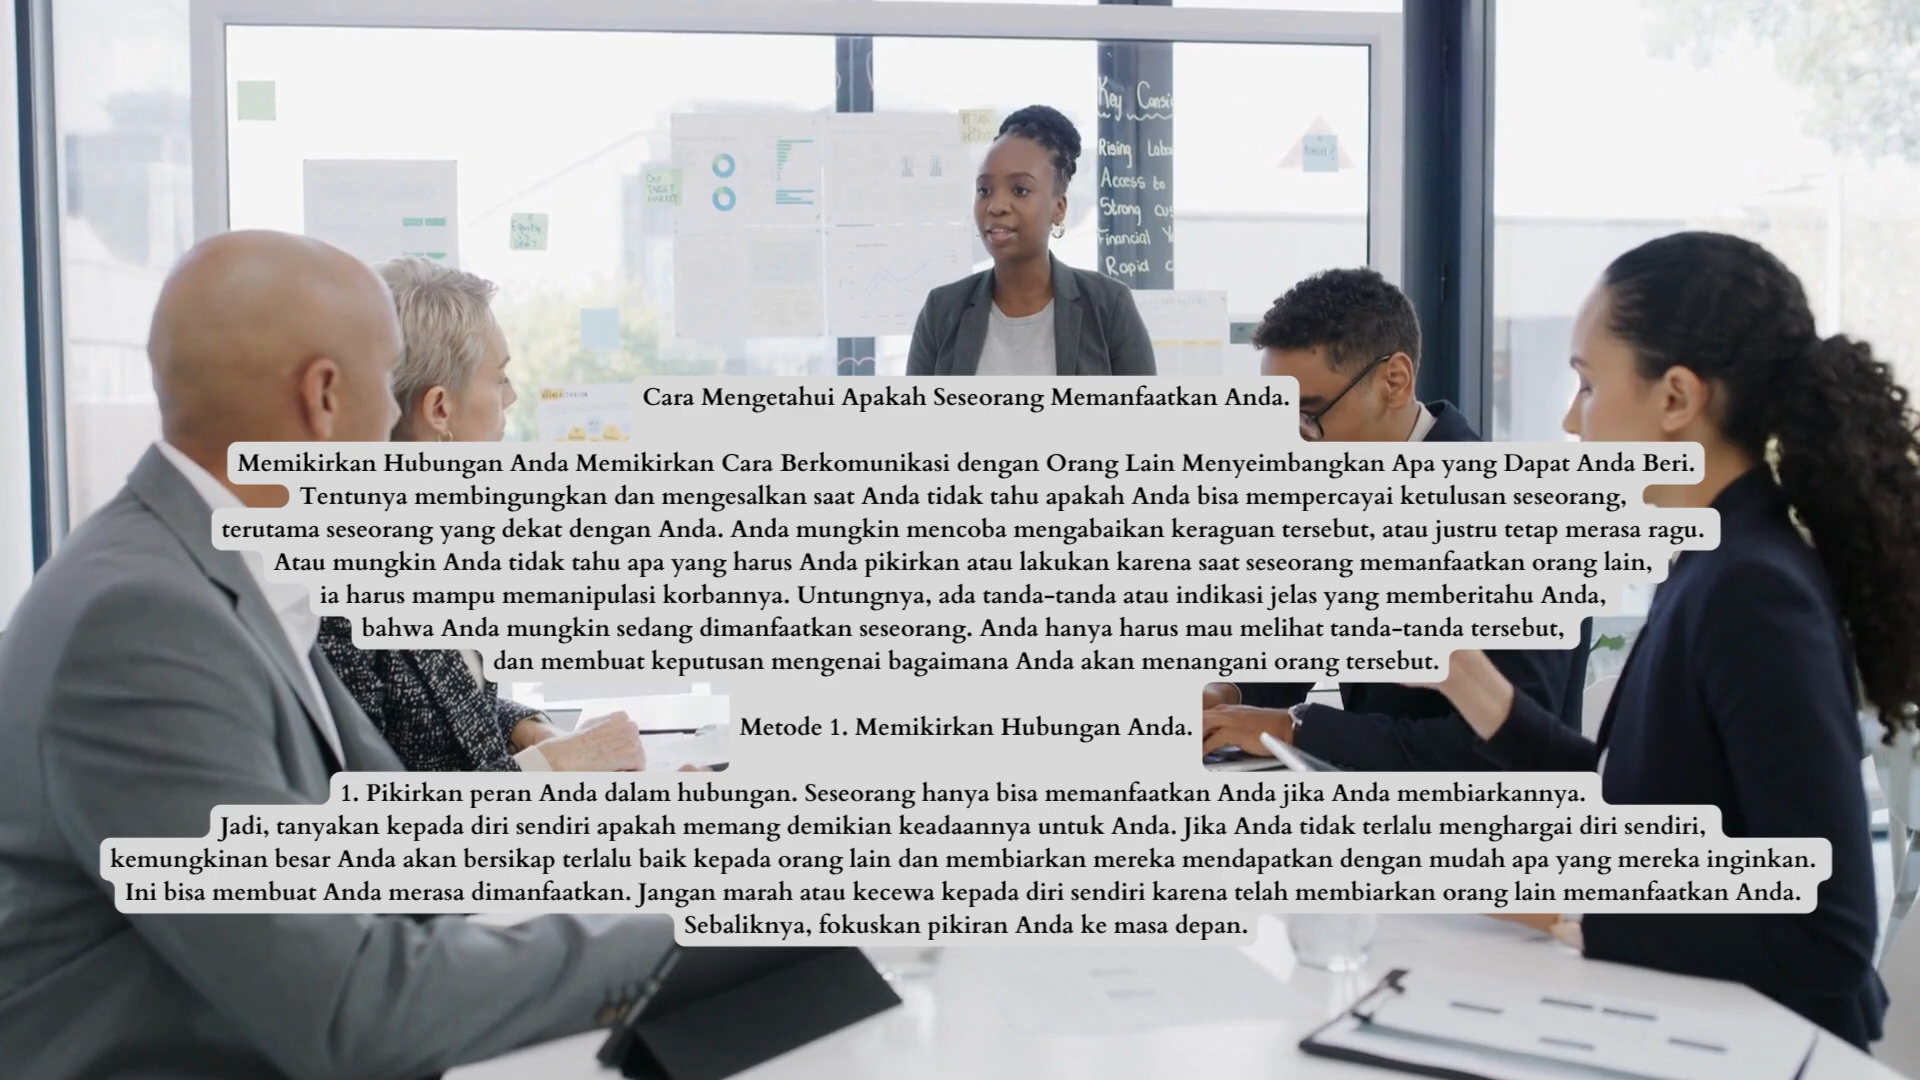 Key Consi
Rising Labo
Access to
Strong cus
Financial
Rapid c
Equity
Cara Mengetahui Apakah Seseorang Memanfaatkan Anda.
Memikirkan Hubungan Anda Memikirkan Cara Berkomunikasi dengan Orang Lain Menyeimbangkan Apa yang Dapat Anda Beri.
Tentunya membingungkan dan mengesalkan saat Anda tidak tahu apakah Anda bisa mempercayai ketulusan seseorang,
terutama seseorang yang dekat dengan Anda. Anda mungkin mencoba mengabaikan keraguan tersebut, atau justru tetap merasa ragu.
Atau mungkin Anda tidak tahu apa yang harus Anda pikirkan atau lakukan karena saat seseorang memanfaatkan orang lain,
ia harus mampu memanipulasi korbannya. Untungnya, ada tanda-tanda atau indikasi jelas yang memberitahu Anda,
bahwa Anda mungkin sedang dimanfaatkan seseorang. Anda hanya harus mau melihat tanda-tanda tersebut,
dan membuat keputusan mengenai bagaimana Anda akan menangani orang tersebut.
Metode 1. Memikirkan Hubungan Anda.
1. Pikirkan peran Anda dalam hubungan. Seseorang hanya bisa memanfaatkan Anda jika Anda membiarkannya.
Jadi, tanyakan kepada diri sendiri apakah memang demikian keadaannya untuk Anda. Jika Anda tidak terlalu menghargai diri sendiri,
kemungkinan besar Anda akan bersikap terlalu baik kepada orang lain dan membiarkan mereka mendapatkan dengan mudah apa yang mereka inginkan.
Ini bisa membuat Anda merasa dimanfaatkan. Jangan marah atau kecewa kepada diri sendiri karena telah membiarkan orang lain memanfaatkan Anda.
Sebaliknya, fokuskan pikiran Anda ke masa depan.